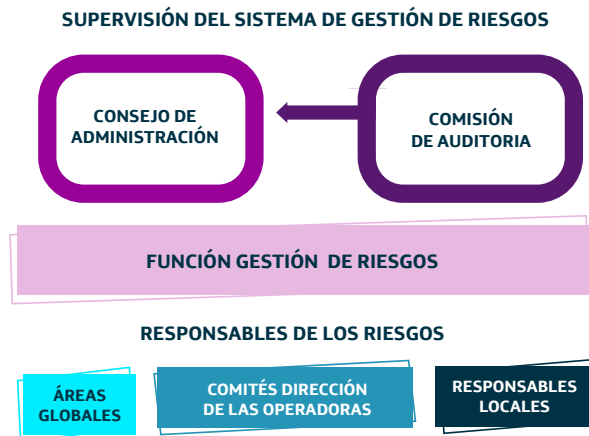 SUPERVISIÓN DEL SISTEMA DE GESTIÓN DE RIESGOS
CONSEJO DE
ADMINISTRACIÓN
COMISIÓN
DE AUDITORIA
FUNCIÓN GESTIÓN DE RIESGOS
RESPONSABLES DE LOS RIESGOS
ÁREAS
GLOBALES
COMITÉS DIRECCIÓN
DE LAS OPERADORAS
RESPONSABLES
LOCALES